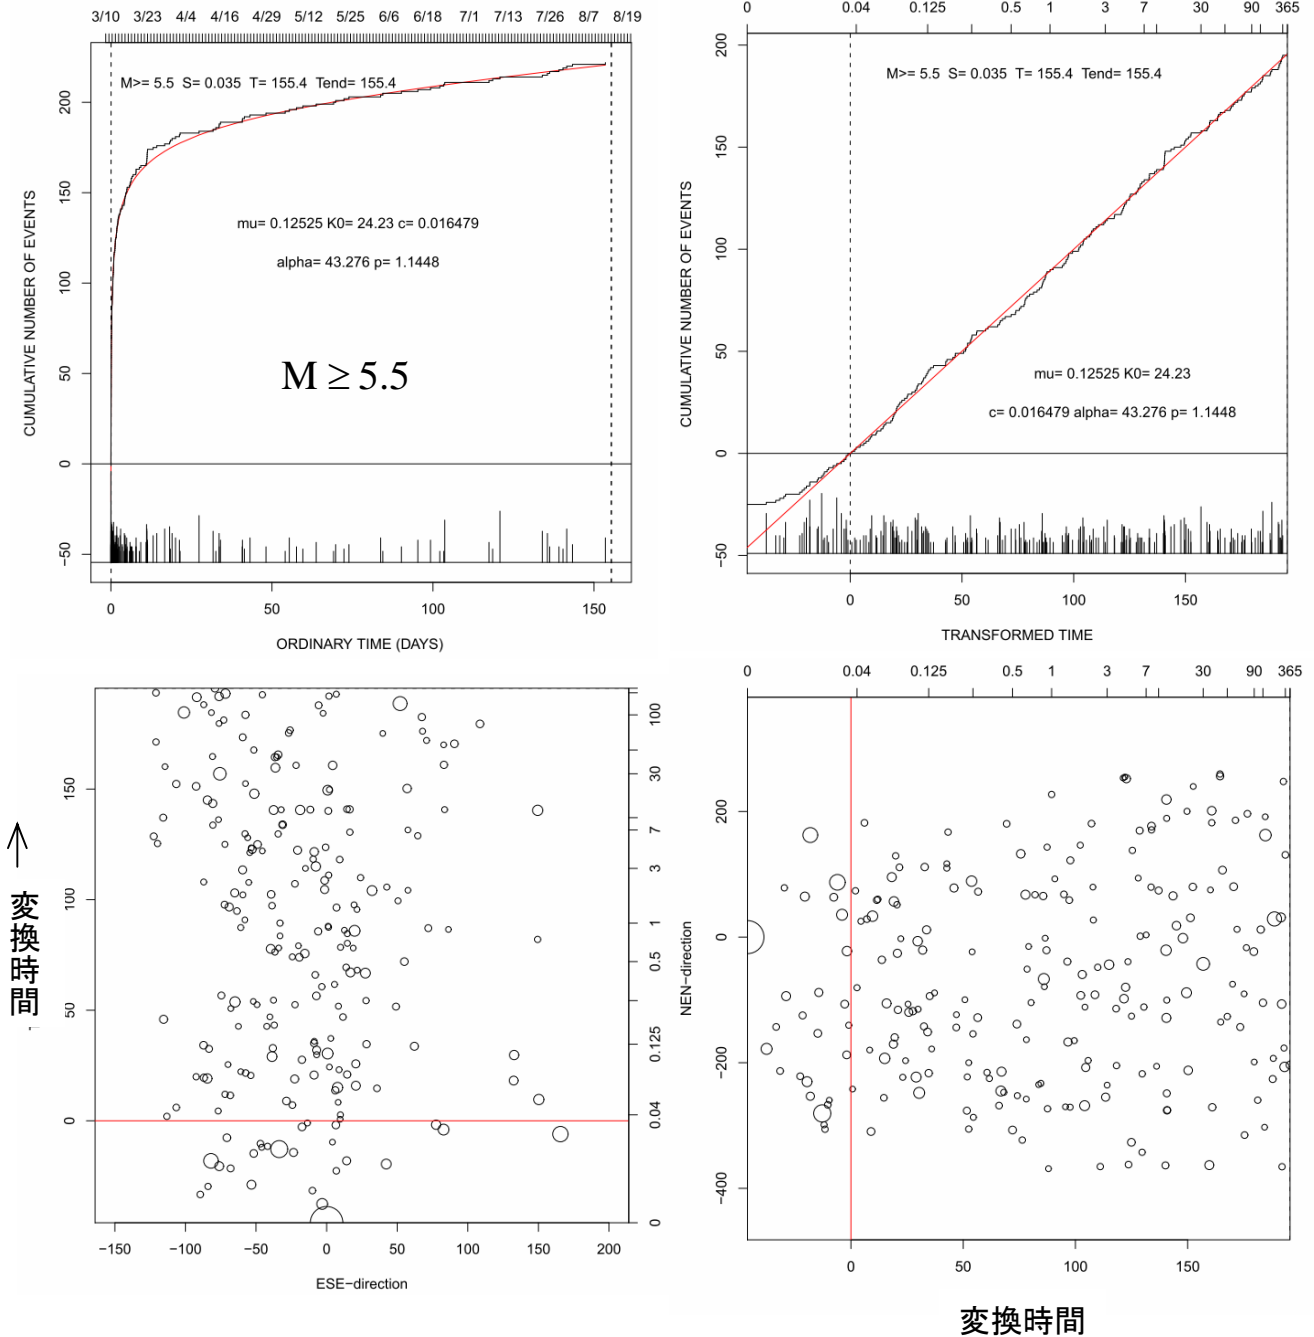 3/10 3/23 4/4 4/16 4/29 5/12 5/25 6/6 6/18 7/1 7/13 7/26 8/7 8/19
M>= 5.5 S= 0.035 T= 155.4 Tend= 155.4
mu= 0.12525 K0= 24.23 c= 0.016479
alpha= 43.276 p= 1.1448
M ≥ 5.5
CUMULATIVE NUMBER OF EVENTS
200
150
100
50
0
−50
0 50 100 150
ORDINARY TIME (DAYS)
0 0.04 0.125 0.5 1 3 7 30 90 365
M>= 5.5 S= 0.035 T= 155.4 Tend= 155.4
mu= 0.12525 K0= 24.23
c= 0.016479 alpha= 43.276 p= 1.1448
CUMULATIVE NUMBER OF EVENTS
200
150
100
50
0
−50
0 50 100 150
TRANSFORMED TIME
変換時間
150
100
50
0
100
30
7
3
1
0.5
0.125
0.04
0
−150 −100 −50 0 50 100 150 200
ESE−direction
0 0.04 0.125 0.5 1 3 7 30 90 365
NEN−direction
200
0
−200
−400
0 50 100 150
変換時間